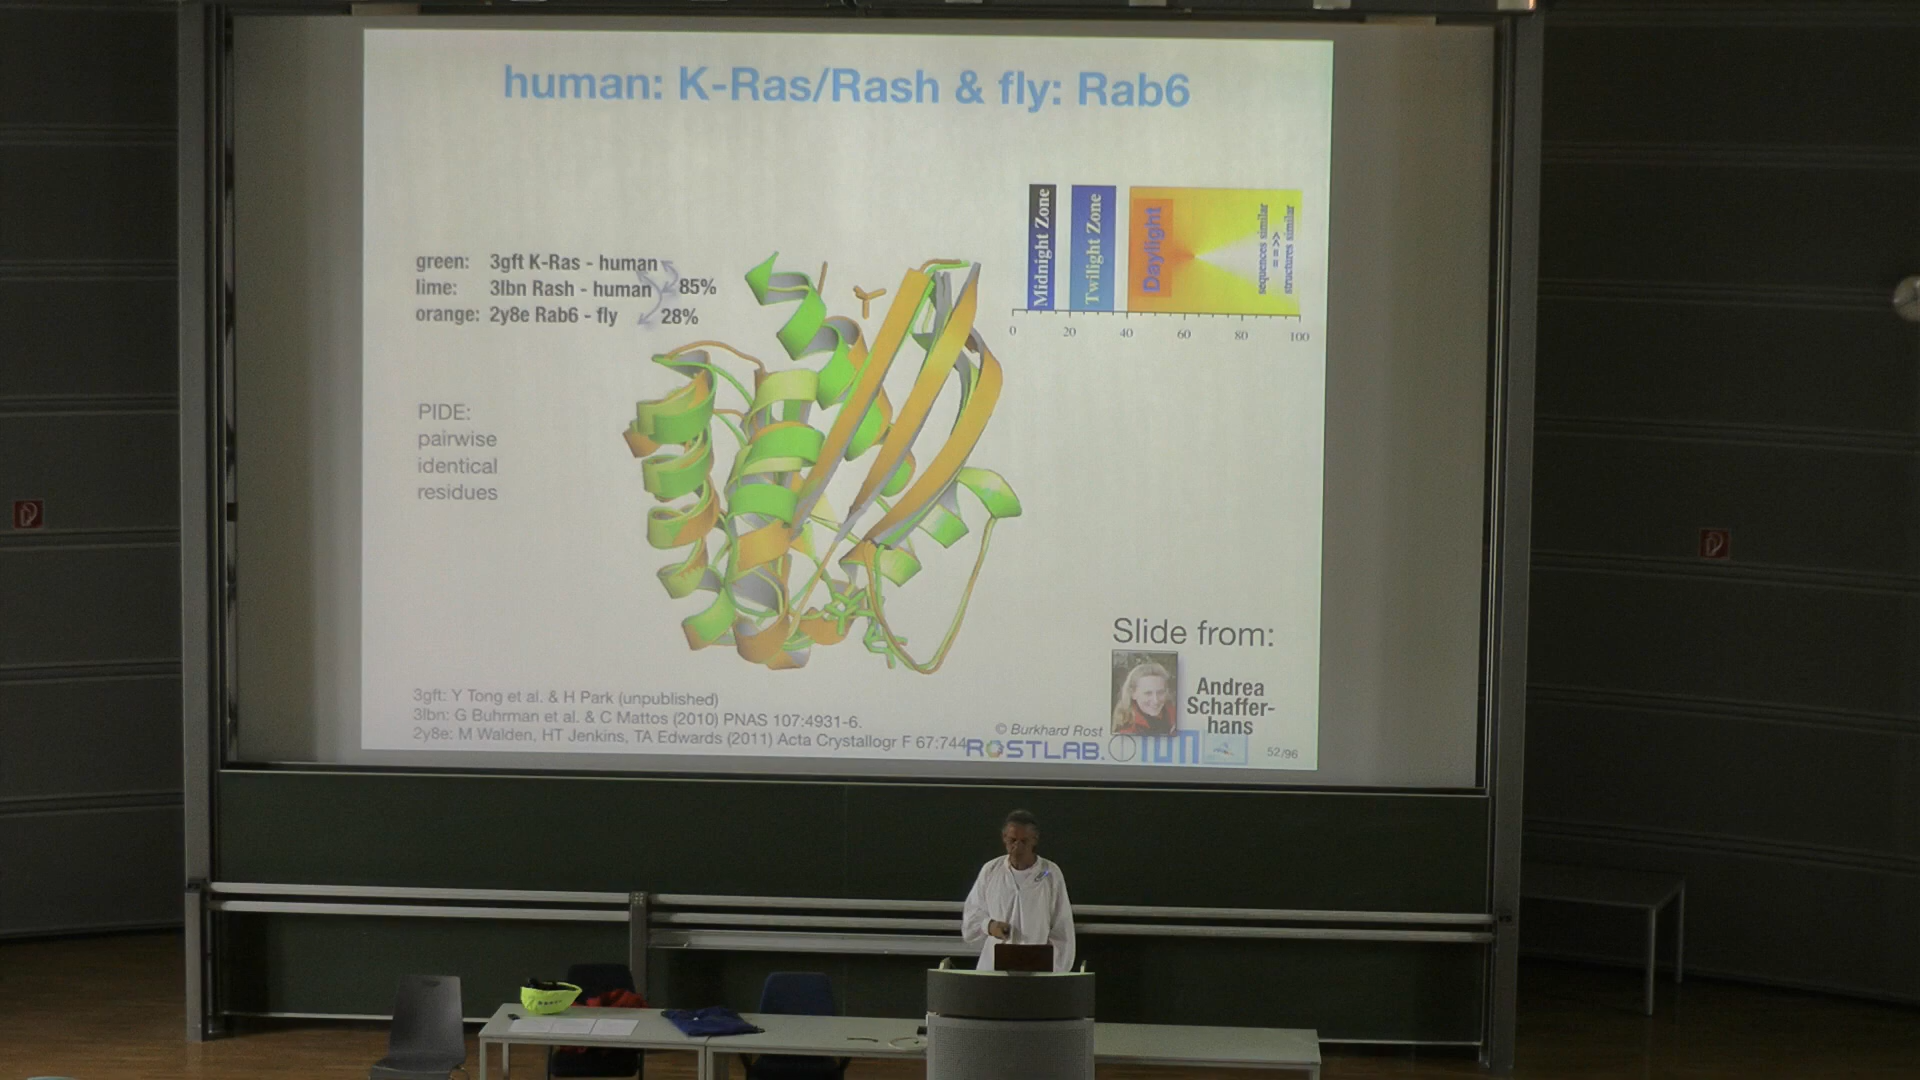 human: K-Ras/Rash & fly: Rab6
green: 3gft K-Ras - human
lime: 3lbn Rash - human
orange: 2y8e Rab6 - fly
85%
28%
PIDE:
pairwise
identical
residues
Midnight Zone
Twilight Zone
Daylight
sequences similar
= = >>
structures similar
0 20 40 60 80 100
Slide from:
Andrea
Schaffer-
hans
3gft: Y Tong et al. & H Park (unpublished)
3lbn: G Buhrman et al. & C Mattos (2010) PNAS 107:4931-6.
2y8e: M Walden, HT Jenkins, TA Edwards (2011) Acta Crystallogr F 67:744
© Burkhard Rost
ROSTLAB.
TUM
52/96